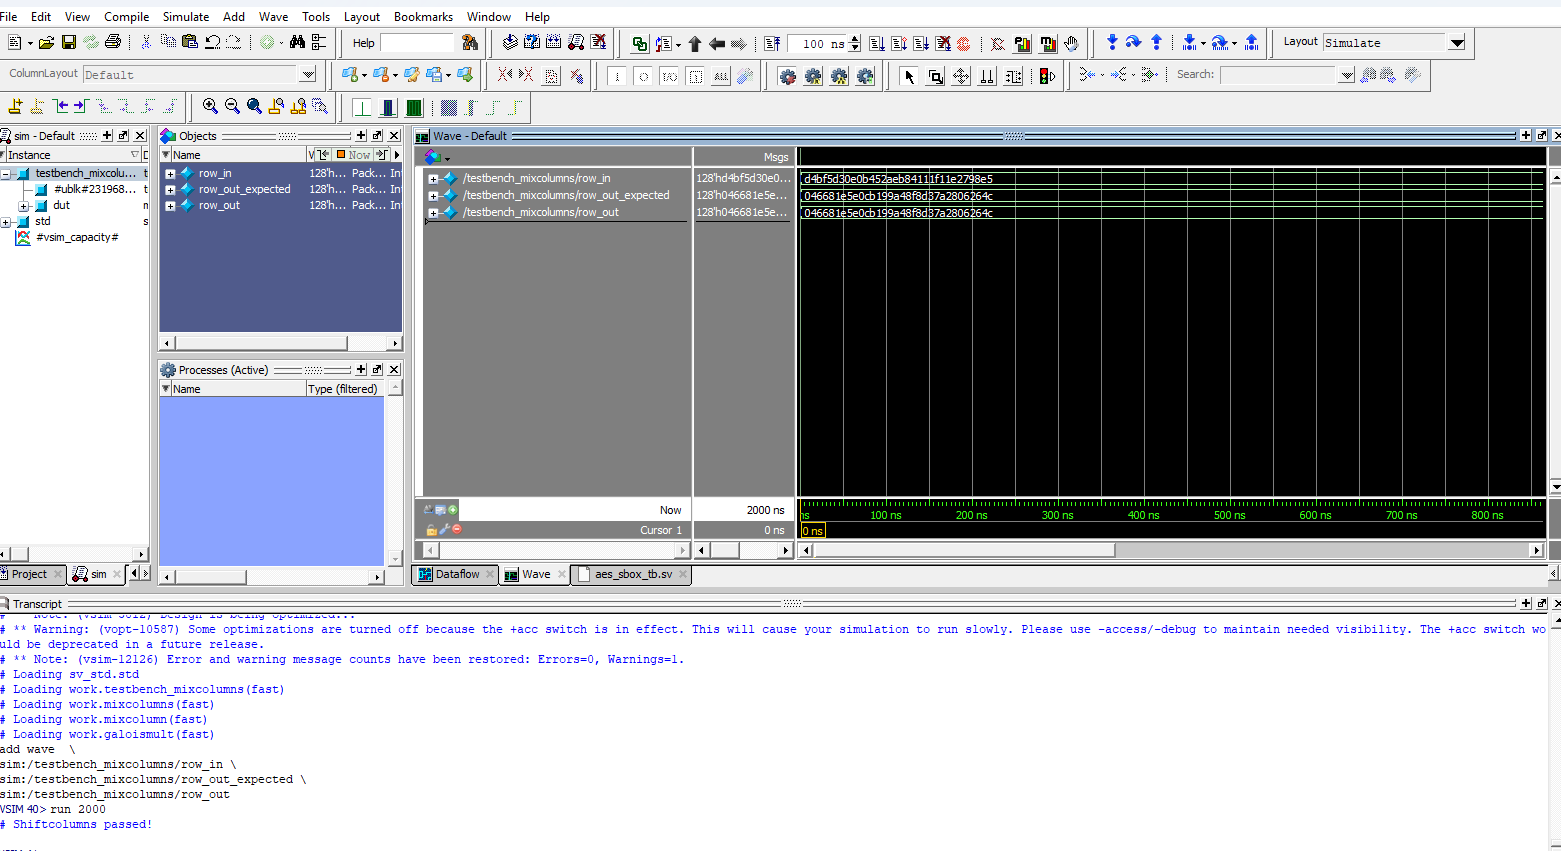 File Edit View Compile Simulate Add Wave Tools Layout Bookmarks Window Help
Help
100 ns
Layout Simulate
ColumnLayout Default
ALL
Search:
sim - Default
Instance
testbench_mixcolu...
#ublk#231968...
dut
std
#vsim_capacity#
Project
sim
Objects
Name
Now
row_in 128'h... Pack... In
row_out_expected 128'h... Pack... In
row_out 128'h... Pack... In
Processes (Active)
Name Type (filtered)
Wave - Default
Msgs
/testbench_mixcolumns/row_in 128'hd4bf5d30e0... d4bf5d30e0b452aeb84111f11e2798e5
/testbench_mixcolumns/row_out_expected 128'h046681e5e... 046681e5e0cb199a48f8d37a2806264c
/testbench_mixcolumns/row_out 128'h046681e5e... 046681e5e0cb199a48f8d37a2806264c
Now 2000 ns
ns 100 ns 200 ns 300 ns 400 ns 500 ns 600 ns 700 ns 800 ns
Cursor 1 0 ns 0 ns
Dataflow Wave aes_sbox_tb.sv
Transcript
# ** Note: (vsim-3812) Design is being optimized...
# ** Warning: (vopt-10587) Some optimizations are turned off because the +acc switch is in effect. This will cause your simulation to run slowly. Please use -access/-debug to maintain needed visibility. The +acc switch wo
uld be deprecated in a future release.
# ** Note: (vsim-12126) Error and warning message counts have been restored: Errors=0, Warnings=1.
# Loading sv_std.std
# Loading work.testbench_mixcolumns(fast)
# Loading work.mixcolumns(fast)
# Loading work.mixcolumn(fast)
# Loading work.galoismult(fast)
add wave \
sim:/testbench_mixcolumns/row_in \
sim:/testbench_mixcolumns/row_out_expected \
sim:/testbench_mixcolumns/row_out
VSIM 40> run 2000
# Shiftcolumns passed!